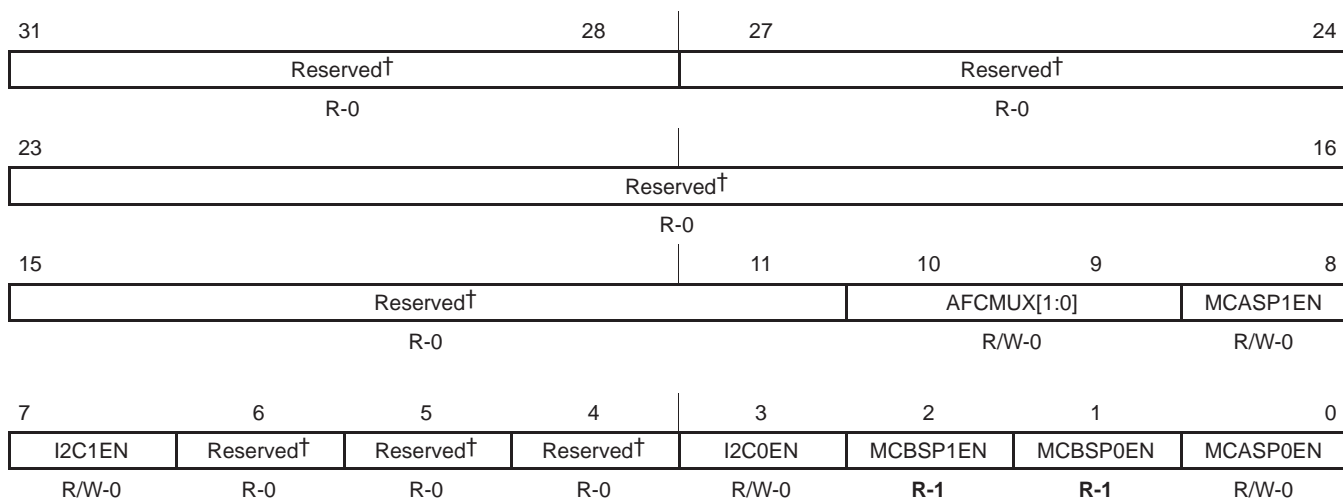 31 28 27 24
Reserved† Reserved†
R-0 R-0
23 16
Reserved†
R-0
15 11 10 9 8
Reserved† AFCMUX[1:0] MCASP1EN
R-0 R/W-0 R/W-0
7 6 5 4 3 2 1 0
I2C1EN Reserved† Reserved† Reserved† I2C0EN MCBSP1EN MCBSP0EN MCASP0EN
R/W-0 R-0 R-0 R-0 R/W-0 R-1 R-1 R/W-0